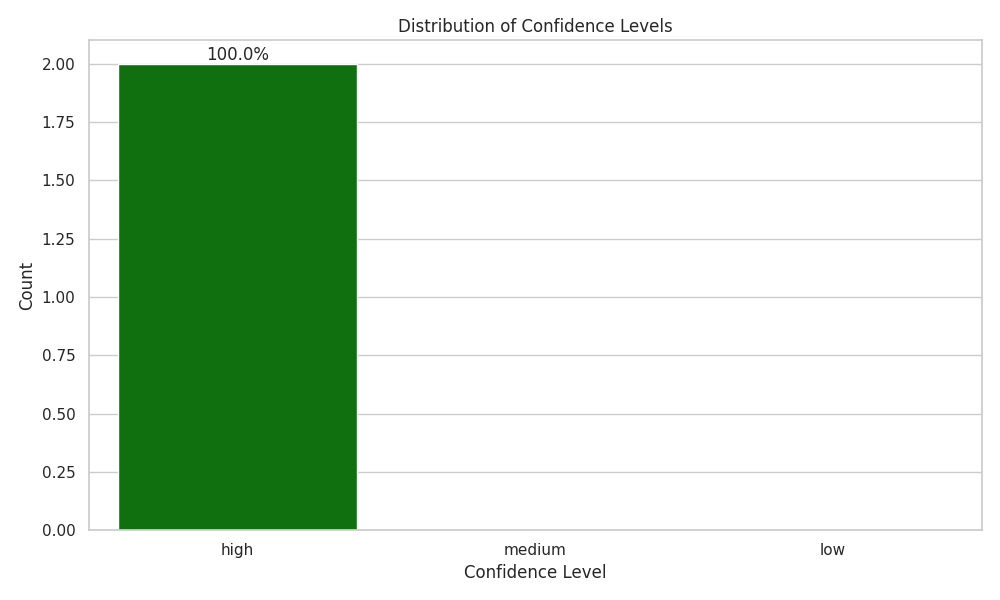 Distribution of Confidence Levels
100.0%
2.00
1.75
1.50
1.25
1.00
0.75
0.50
0.25
0.00
Count
high
medium
low
Confidence Level